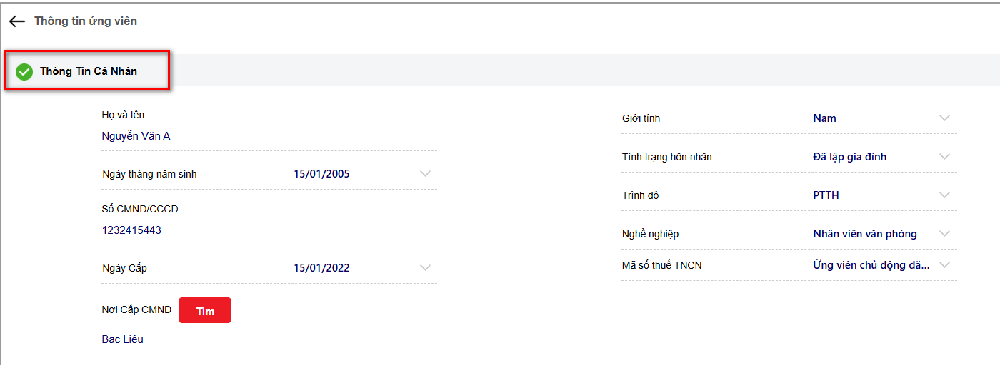 Thông tin ứng viên
Thông Tin Cá Nhân
Họ và tên
Nguyễn Văn A
Ngày tháng năm sinh 15/01/2005
Số CMND/CCCD
1232415443
Ngày Cấp 15/01/2022
Nơi Cấp CMND Tìm
Bạc Liêu
Giới tính Nam
Tình trạng hôn nhân Đã lập gia đình
Trình độ PTTH
Nghề nghiệp Nhân viên văn phòng
Mã số thuế TNCN Ứng viên chủ động đă...